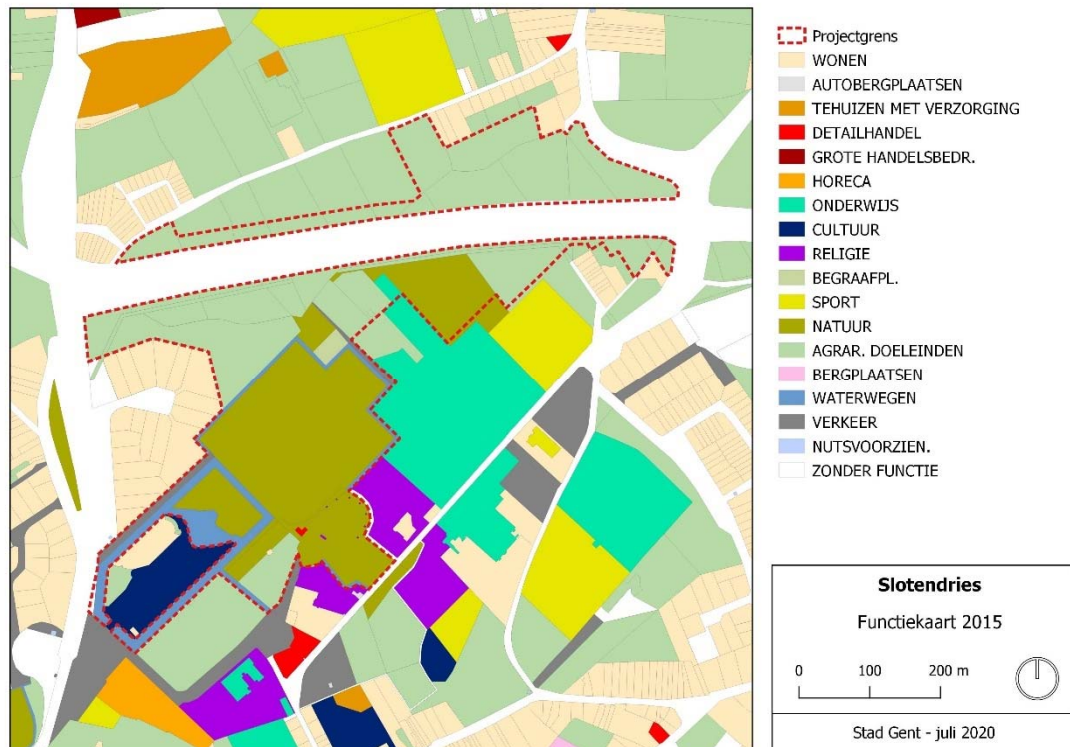 Projectgrens
WONEN
AUTOBERGPLAATSEN
TEHUIZEN MET VERZORGING
DETAILHANDEL
GROTE HANDELSBEDR.
HORECA
ONDERWIJS
CULTUUR
RELIGIE
BEGRAAFPL.
SPORT
NATUUR
AGRAR. DOELEINDEN
BERGPLAATSEN
WATERWEGEN
VERKEER
NUTSVOORZIEN.
ZONDER FUNCTIE
Slotendries
Functiekaart 2015
0 100 200 m
Stad Gent - juli 2020